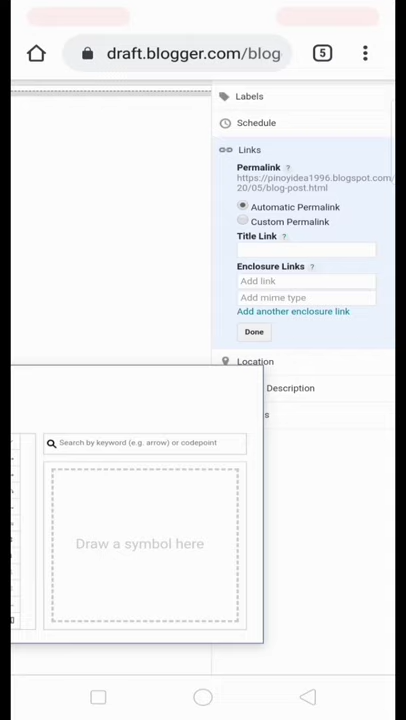 draft.blogger.com/blog
5
Labels
Schedule
Links
Permalink ?
https://pinoyidea1996.blogspot.com/
20/05/blog-post.html
Automatic Permalink
Custom Permalink
Title Link ?
Enclosure Links ?
Add link
Add mime type
Add another enclosure link
Done
Location
Description
s
Search by keyword (e.g. arrow) or codepoint
Draw a symbol here